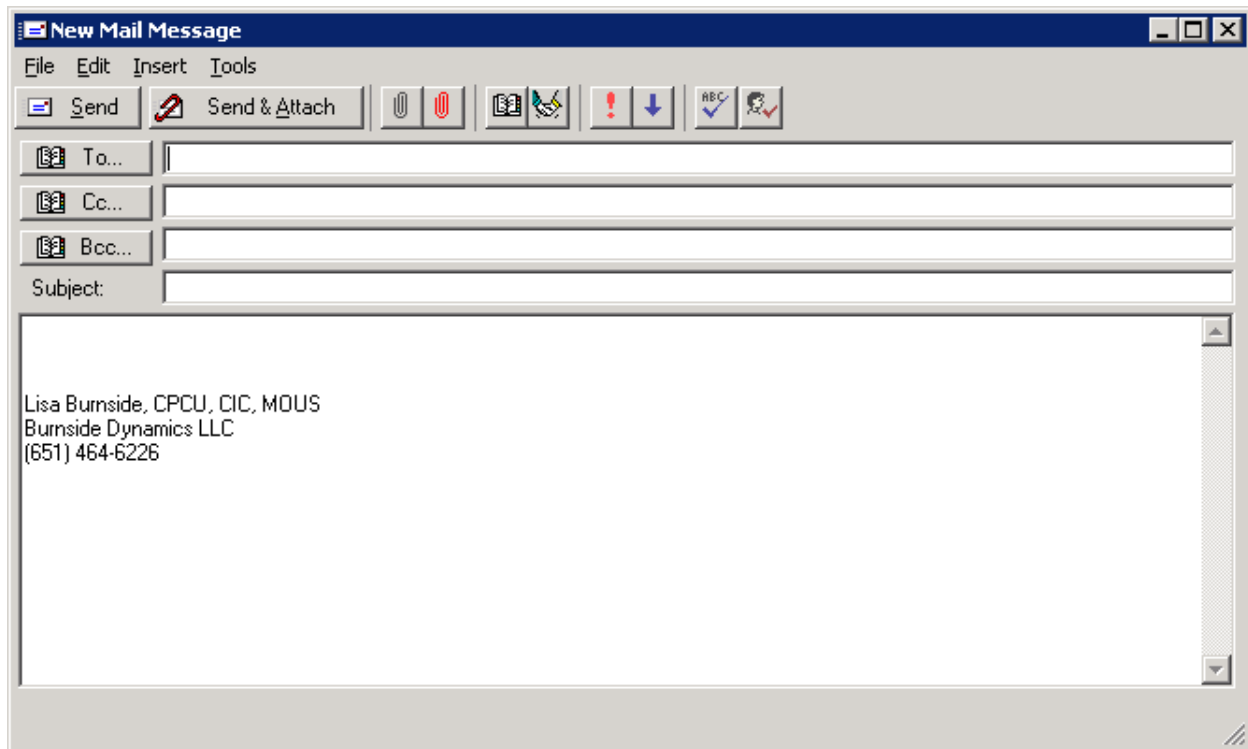 New Mail Message
File Edit Insert Tools
Send Send & Attach ABC
To...
Cc...
Bcc...
Subject:
Lisa Burnside, CPCU, CIC, MOUS
Burnside Dynamics LLC
(651) 464-6226